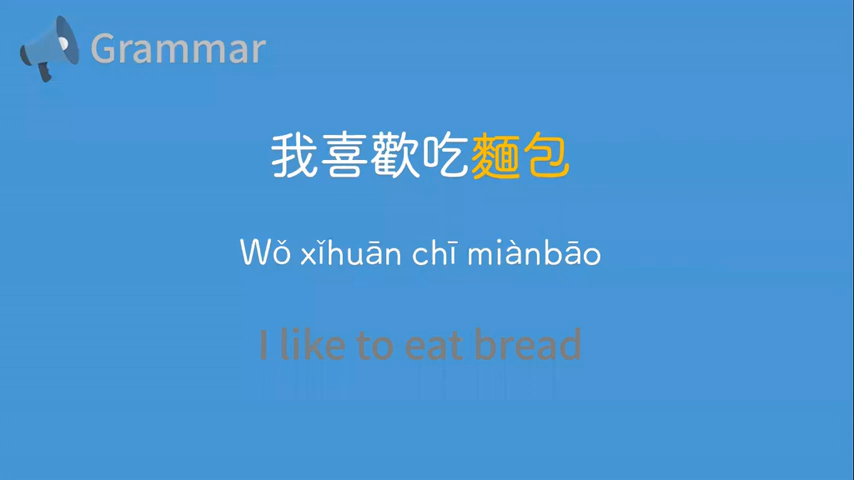 Grammar
我喜歡吃麵包
Wǒ xǐhuān chī miànbāo
I like to eat bread